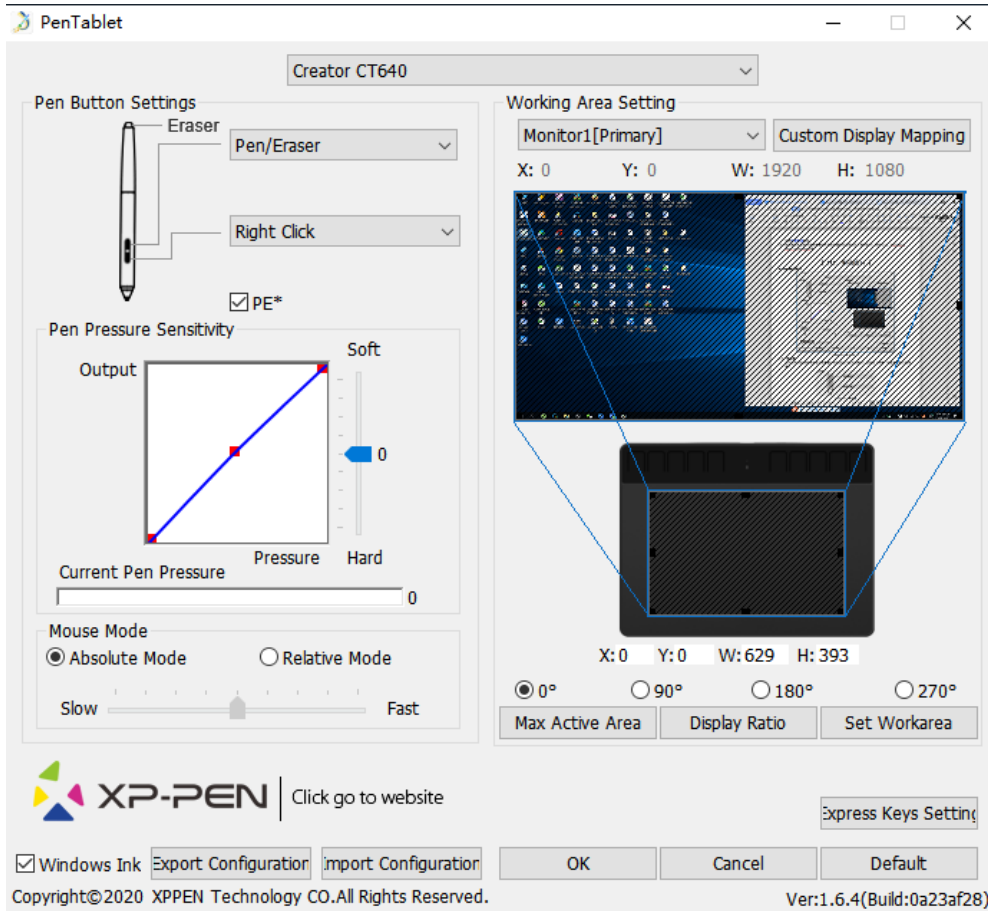 PenTablet
Creator CT640
Pen Button Settings
Eraser
Pen/Eraser
Right Click
PE*
Pen Pressure Sensitivity
Output
Soft
0
Pressure
Hard
Current Pen Pressure
0
Mouse Mode
Absolute Mode
Relative Mode
Slow
Fast
Working Area Setting
Monitor1[Primary]
Custom Display Mapping
X: 0 Y: 0 W: 1920 H: 1080
X: 0 Y: 0 W: 629 H: 393
0° 90° 180° 270°
Max Active Area
Display Ratio
Set Workarea
XP-PEN
Click go to website
Express Keys Setting
Windows Ink
Export Configuration
Import Configuration
OK
Cancel
Default
Copyright©2020 XPPEN Technology CO.All Rights Reserved.
Ver:1.6.4(Build:0a23af28)